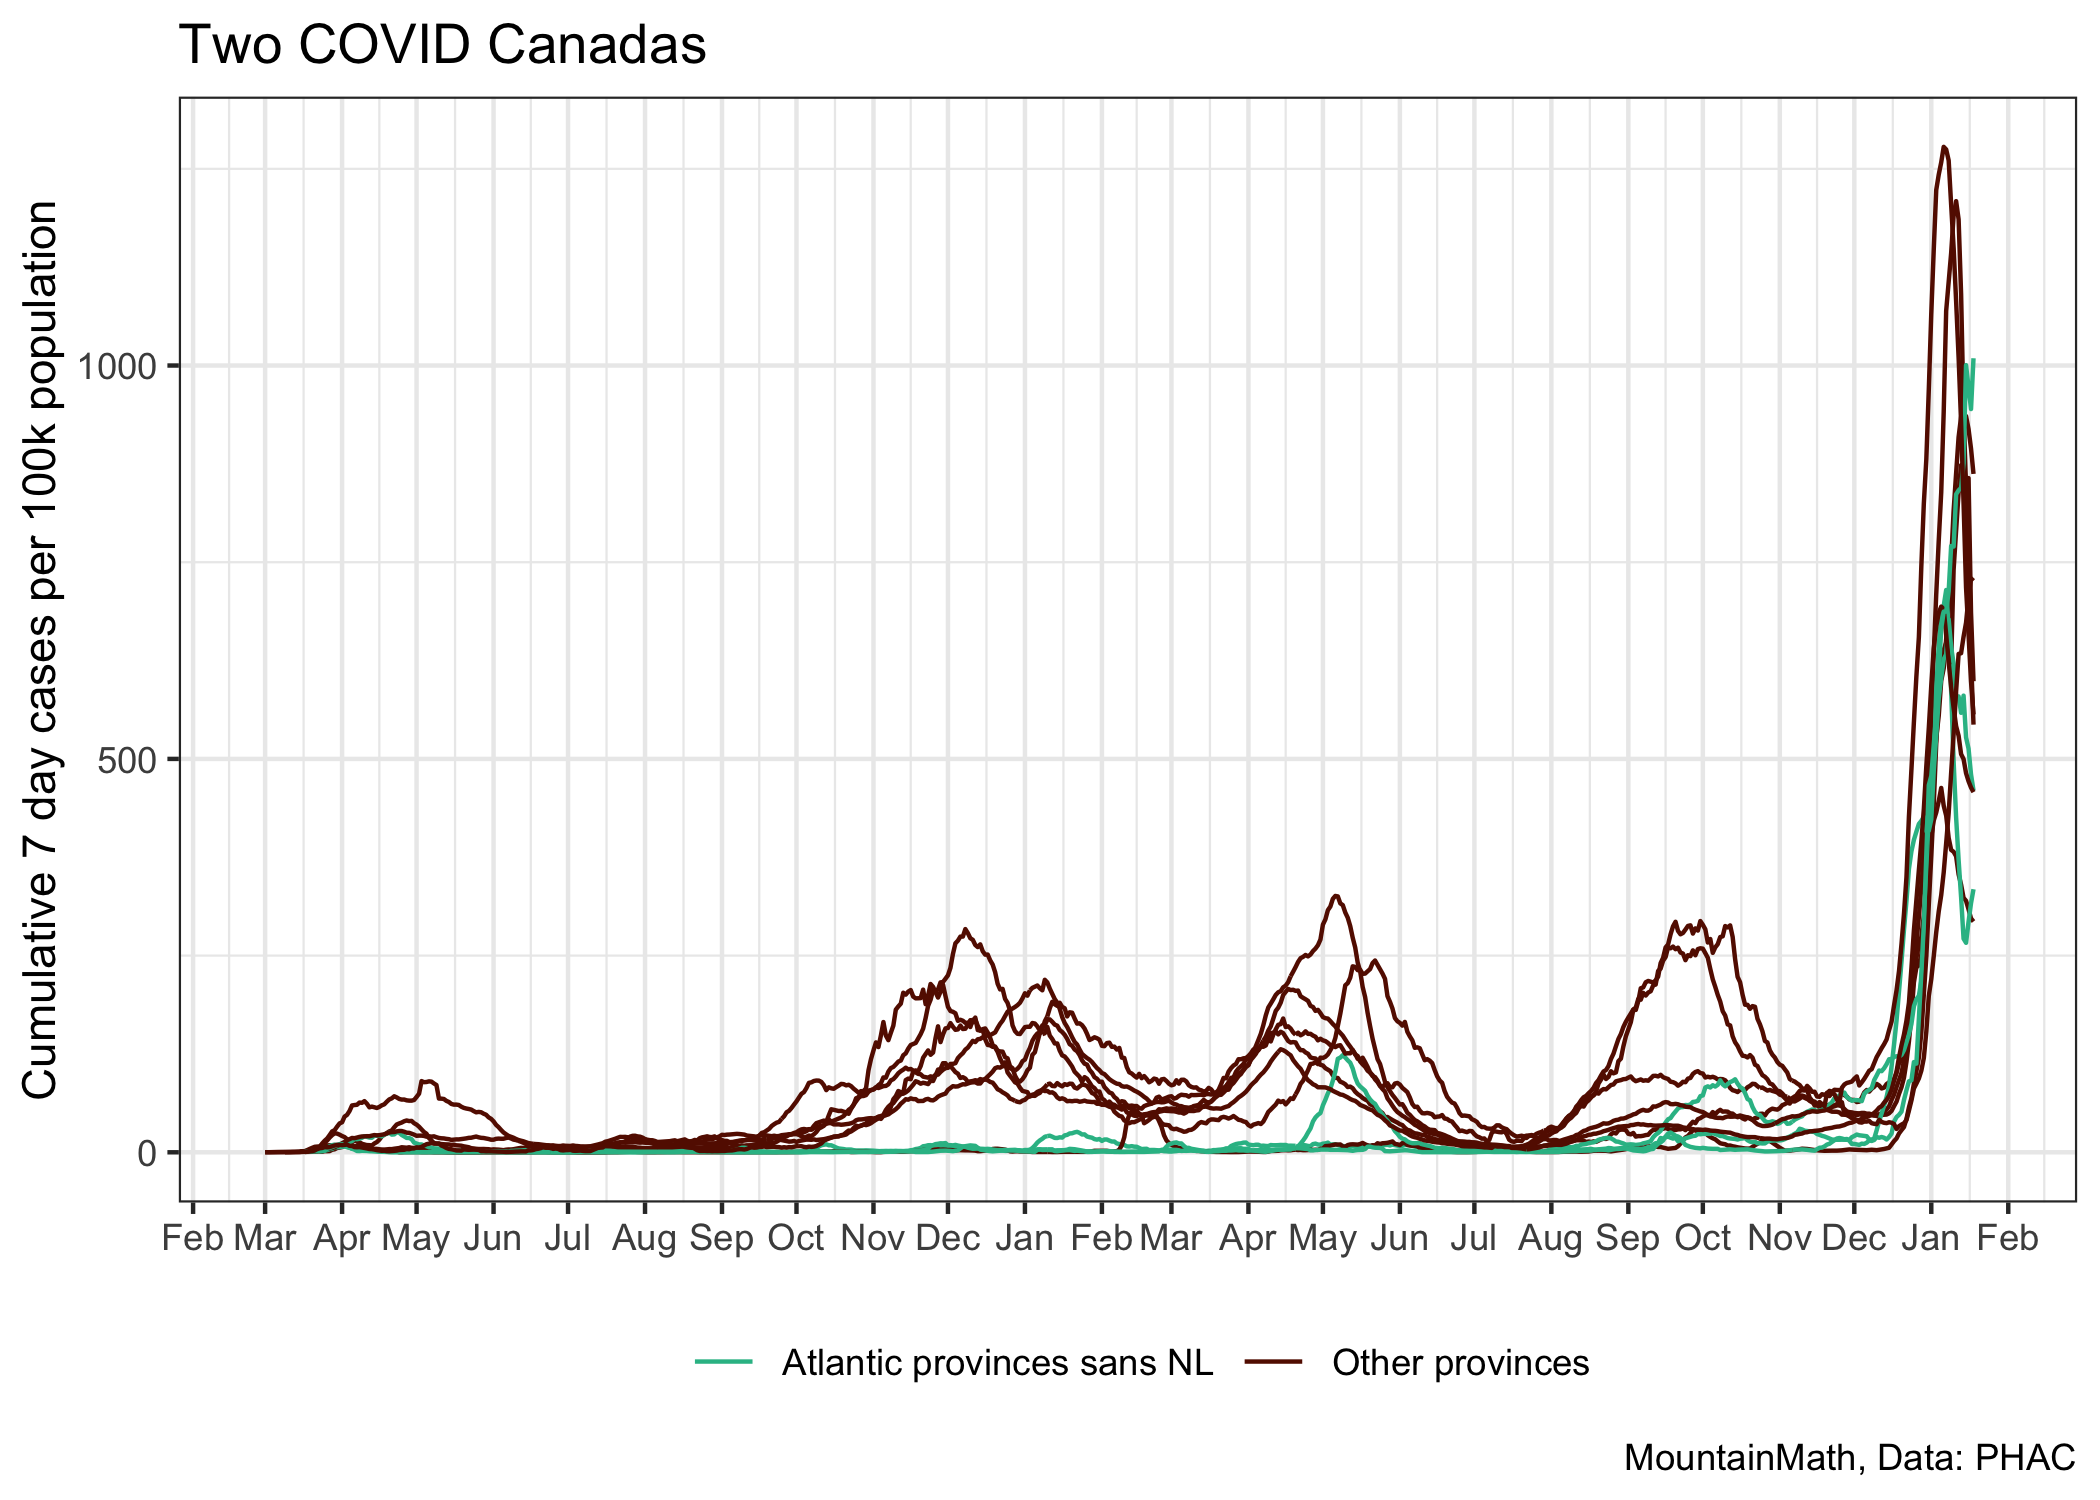 Two COVID Canadas
Cumulative 7 day cases per 100k population
1000
500
0
Feb Mar Apr May Jun Jul Aug Sep Oct Nov Dec Jan Feb Mar Apr May Jun Jul Aug Sep Oct Nov Dec Jan Feb
Atlantic provinces sans NL Other provinces
MountainMath, Data: PHAC